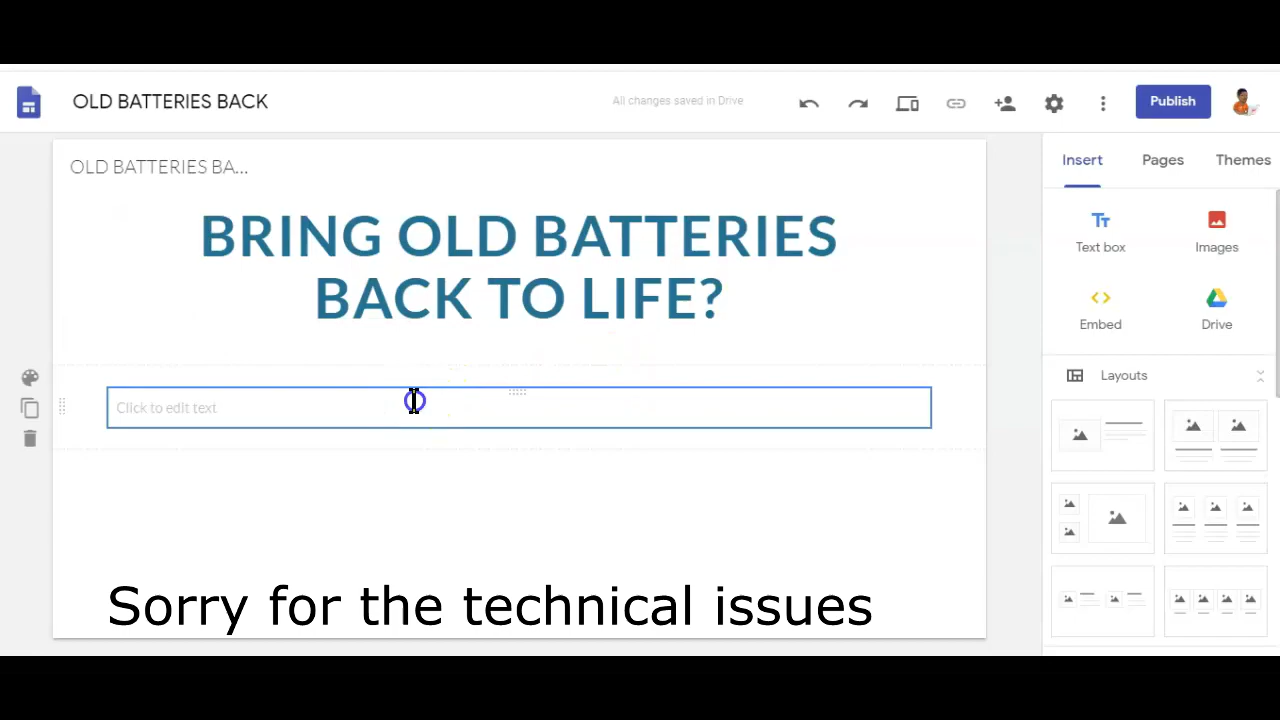 OLD BATTERIES BACK
All changes saved in Drive
Publish
OLD BATTERIES BA...
BRING OLD BATTERIES
BACK TO LIFE?
Click to edit text
Sorry for the technical issues
Insert Pages Themes
Tt
Text box Images
Embed Drive
Layouts